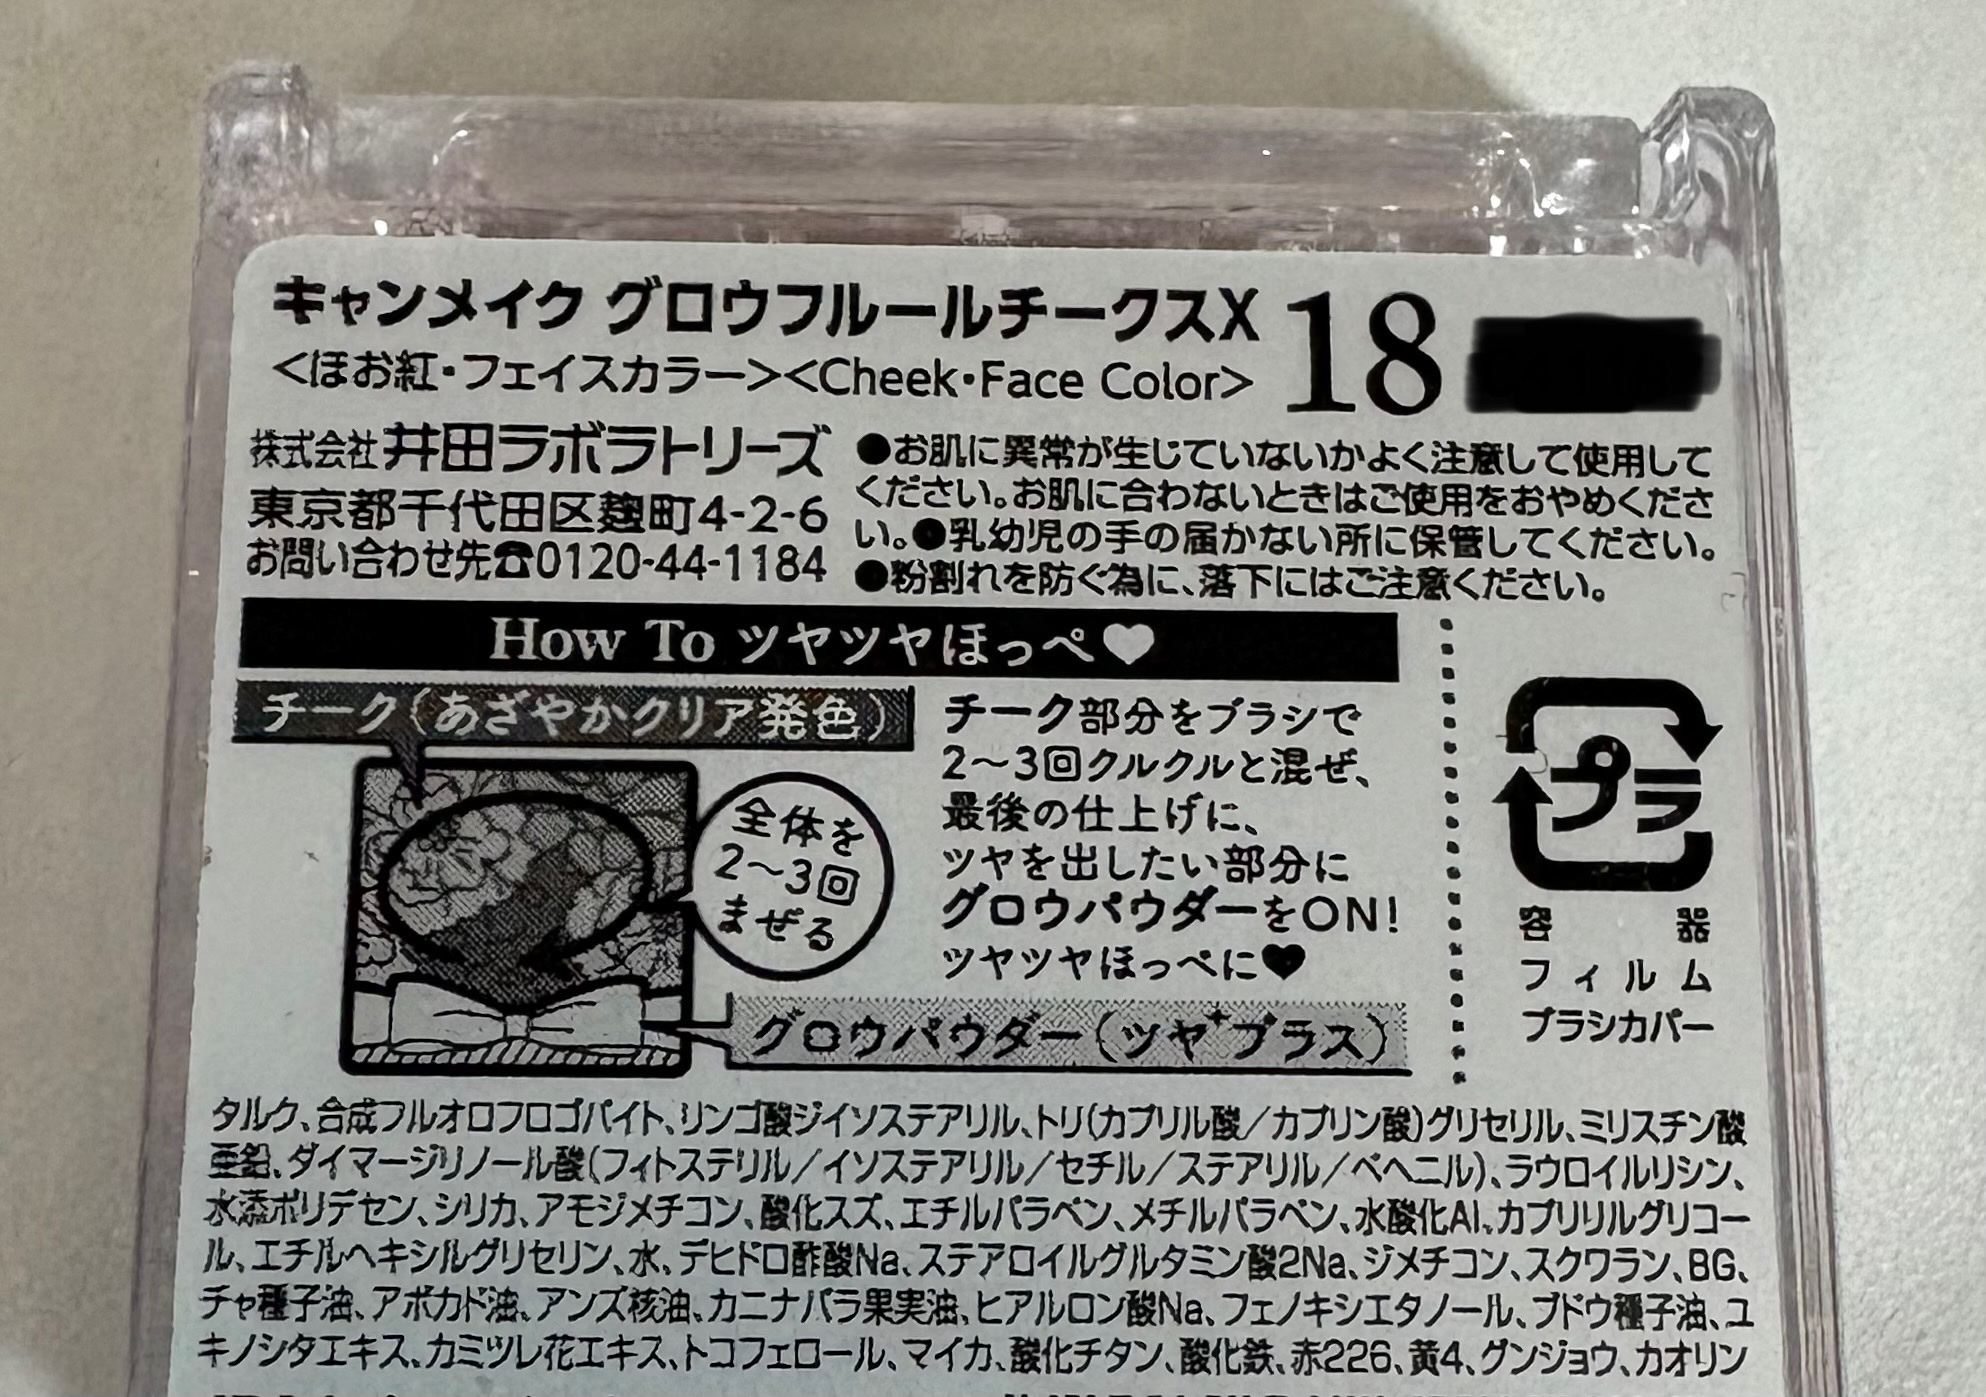 キャンメイク グロウフルールチークスX 18
<ほお紅・フェイスカラー><Cheek・Face Color>
株式会社 井田ラボラトリーズ
東京都千代田区麹町4-2-6
お問い合わせ先☎0120-44-1184
●お肌に異常が生じていないかよく注意して使用して
ください。お肌に合わないときはご使用をおやめくださ
い。●乳幼児の手の届かない所に保管してください。
●粉割れを防ぐ為に、落下にはご注意ください。
How To ツヤツヤほっぺ♥
チーク(あざやかクリア発色)
全体を
2〜3回
まぜる
チーク部分をブラシで
2〜3回クルクルと混ぜ、
最後の仕上げに、
ツヤを出したい部分に
グロウパウダーをON!
ツヤツヤほっぺに♥
グロウパウダー(ツヤ⁺プラス)
プラ
容器
フィルム
ブラシカバー
タルク、合成フルオロフロゴパイト、リンゴ酸ジイソステアリル、トリ(カプリル酸/カプリン酸)グリセリル、ミリスチン酸
亜鉛、ダイマージリノール酸(フィトステリル/イソステアリル/セチル/ステアリル/ベヘニル)、ラウロイルリシン、
水添ポリデセン、シリカ、アモジメチコン、酸化スズ、エチルパラベン、メチルパラベン、水酸化Al、カプリリルグリコー
ル、エチルヘキシルグリセリン、水、デヒドロ酢酸Na、ステアロイルグルタミン酸2Na、ジメチコン、スクワラン、BG、
チャ種子油、アボカド油、アンズ核油、カニナバラ果実油、ヒアルロン酸Na、フェノキシエタノール、ブドウ種子油、ユ
キノシタエキス、カミツレ花エキス、トコフェロール、マイカ、酸化チタン、酸化鉄、赤226、黄4、グンジョウ、カオリン